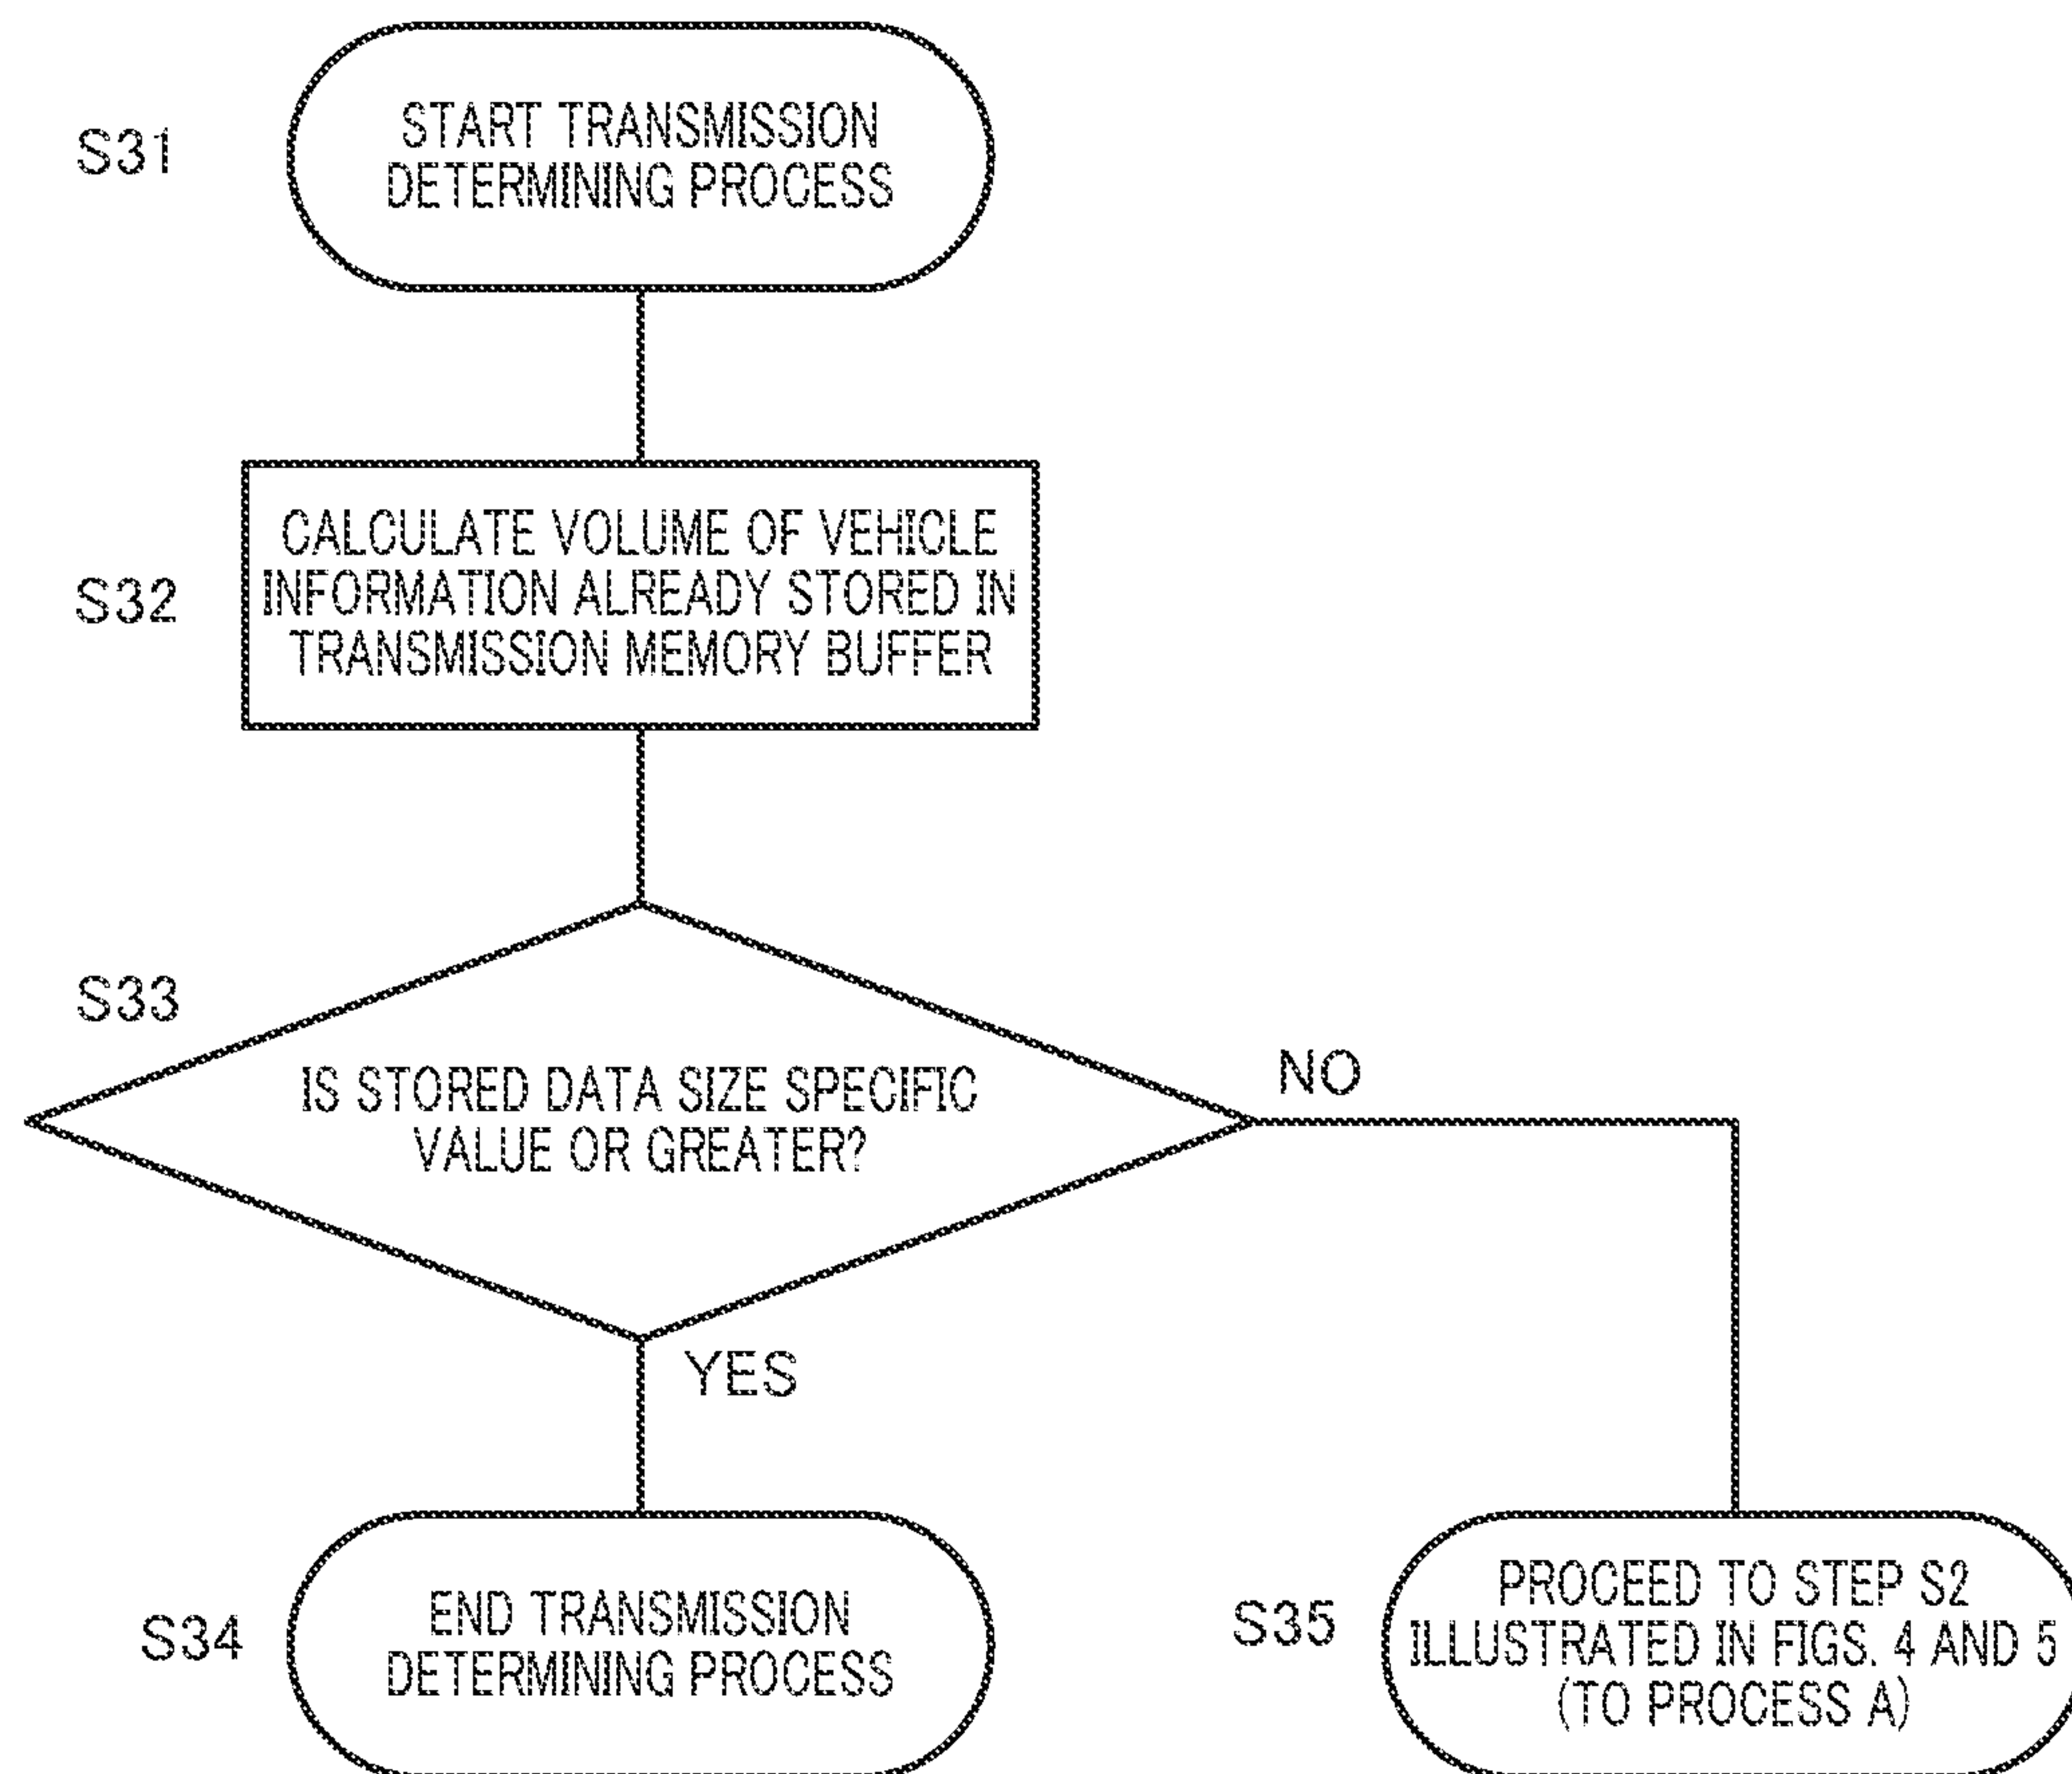 S31
START TRANSMISSION
DETERMINING PROCESS
S32
CALCULATE VOLUME OF VEHICLE
INFORMATION ALREADY STORED IN
TRANSMISSION MEMORY BUFFER
S33
IS STORED DATA SIZE SPECIFIC
VALUE OR GREATER?
NO
YES
S34
END TRANSMISSION
DETERMINING PROCESS
S35
PROCEED TO STEP S2
ILLUSTRATED IN FIGS. 4 AND 5
(TO PROCESS A)